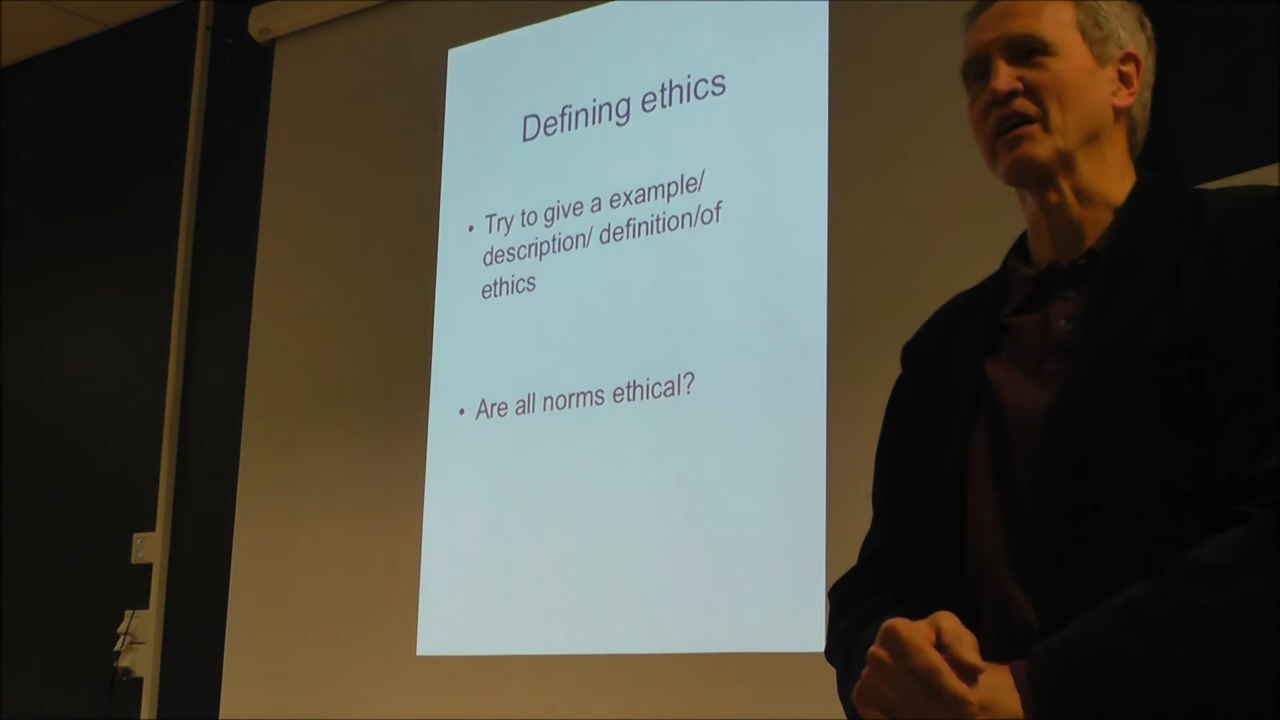 Defining ethics
• Try to give a example/
description/ definition/of
ethics
• Are all norms ethical?